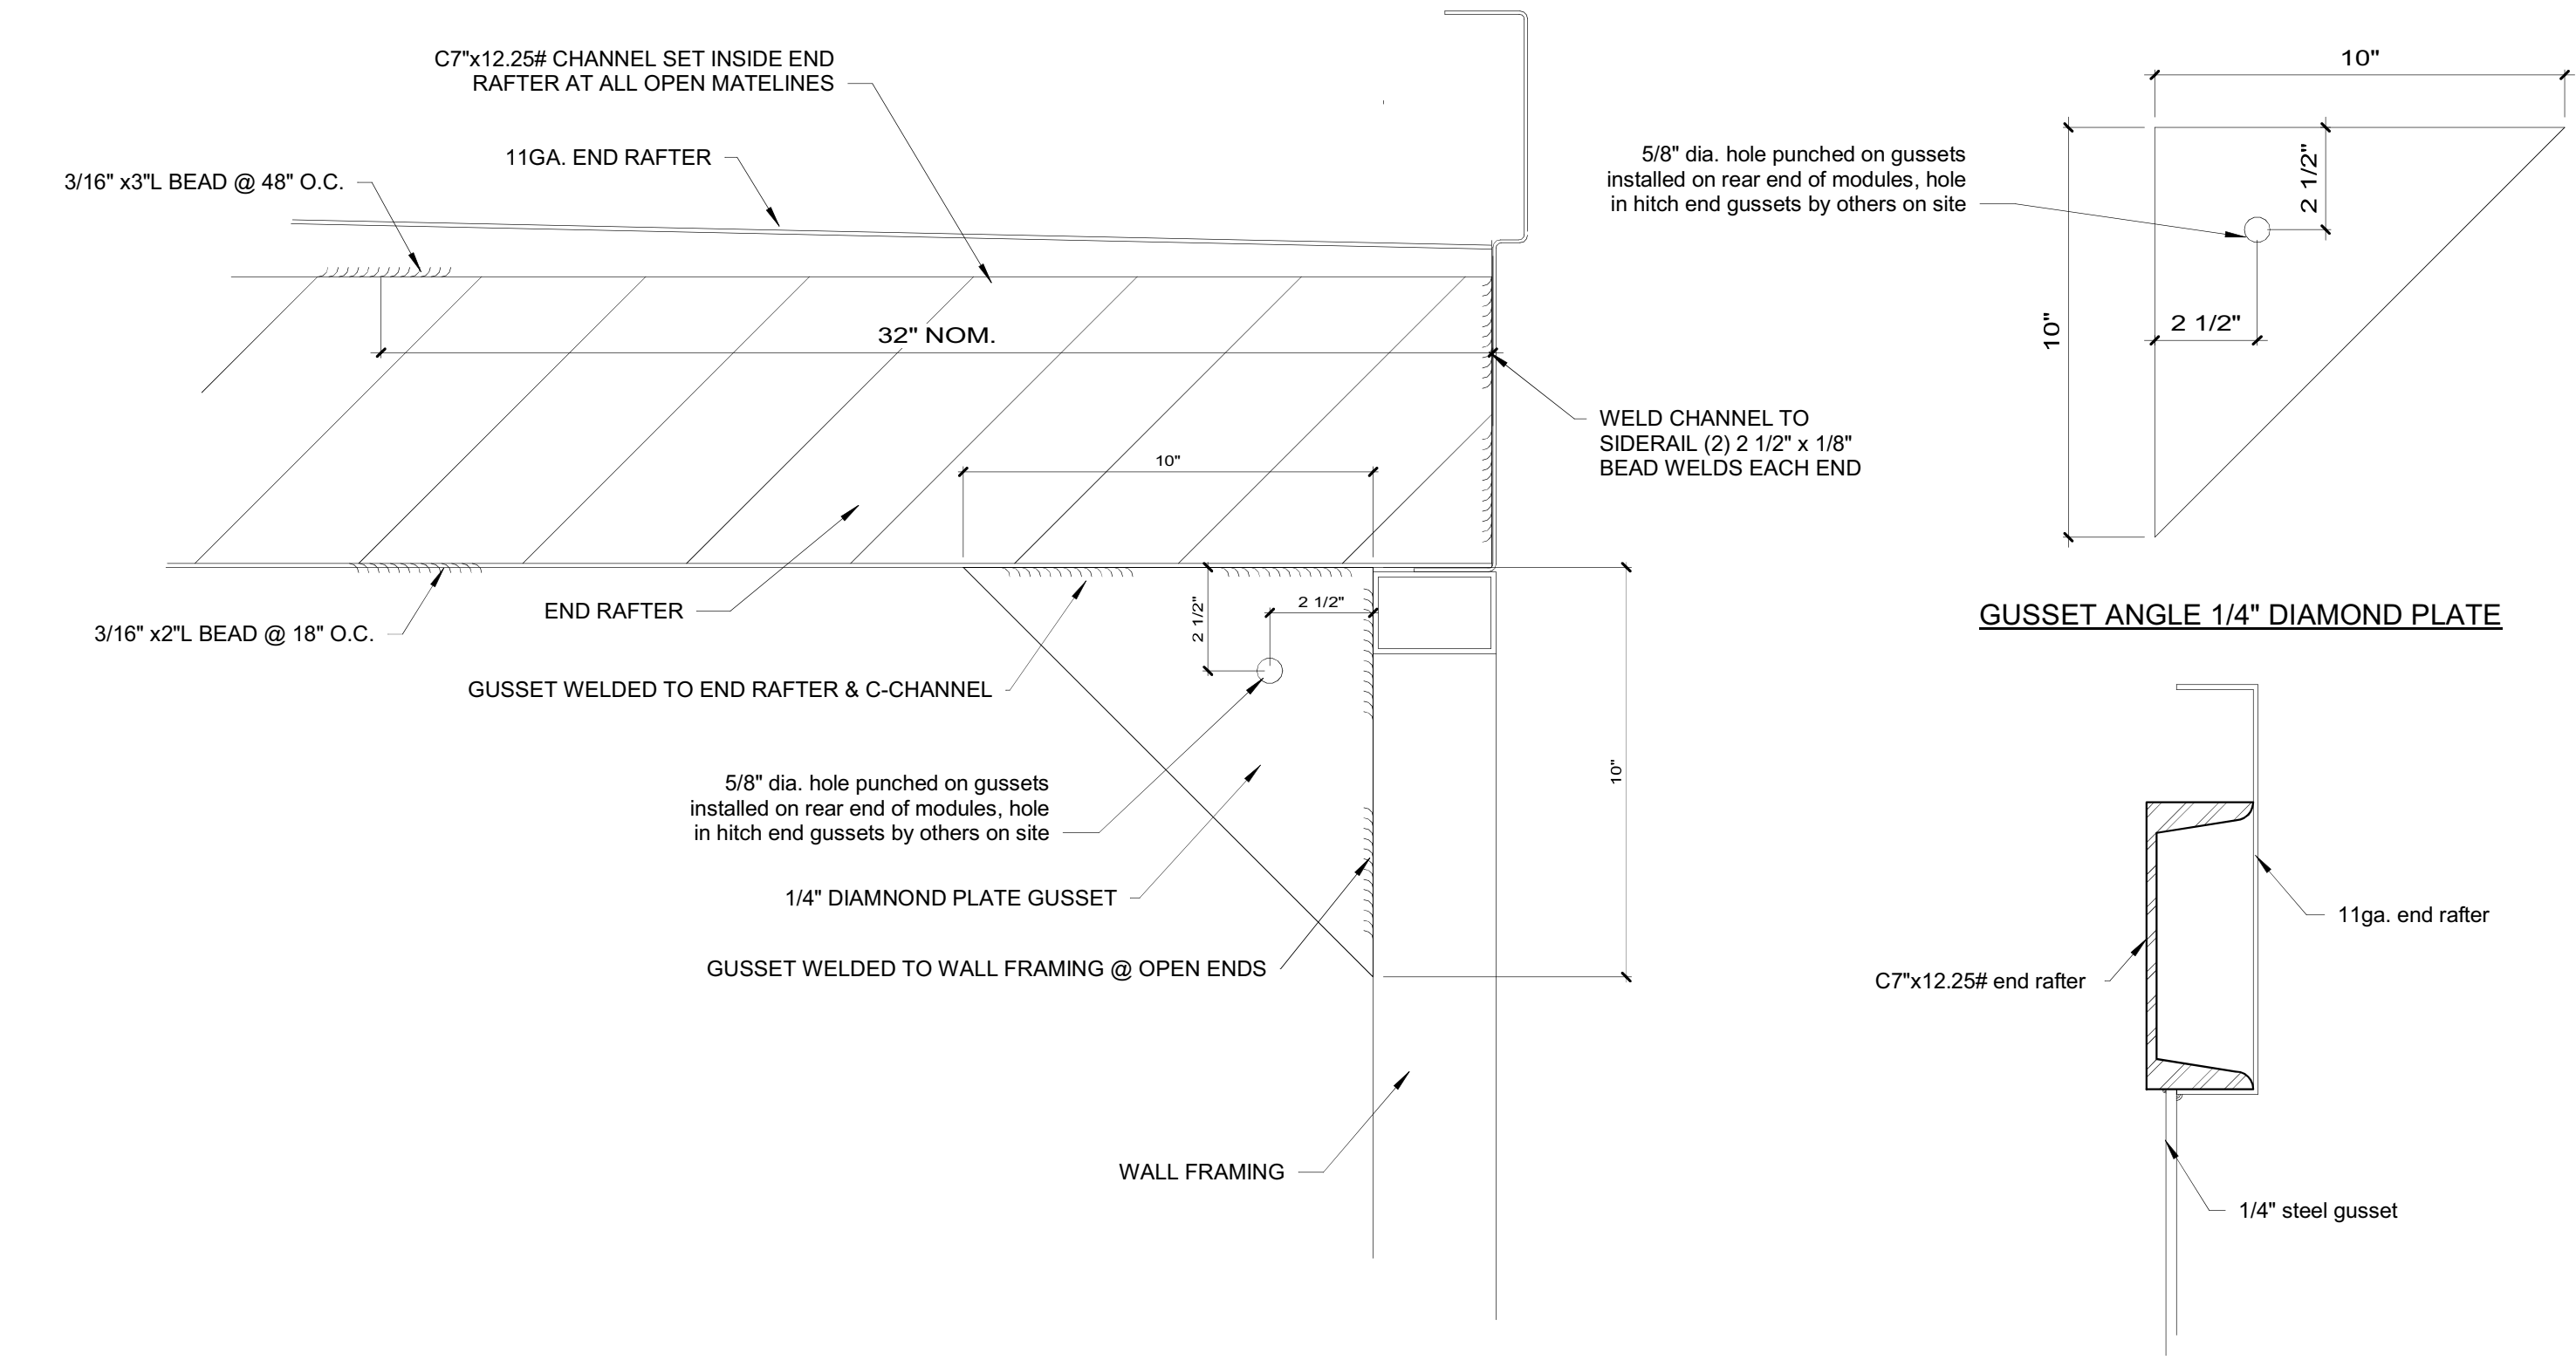 C7"x12.25# CHANNEL SET INSIDE END
RAFTER AT ALL OPEN MATELINES
11GA. END RAFTER
3/16" x3"L BEAD @ 48" O.C.
32" NOM.
WELD CHANNEL TO
SIDERAIL (2) 2 1/2" x 1/8"
BEAD WELDS EACH END
10"
END RAFTER
3/16" x2"L BEAD @ 18" O.C.
2 1/2"
2 1/2"
GUSSET WELDED TO END RAFTER & C-CHANNEL
10"
5/8" dia. hole punched on gussets
installed on rear end of modules, hole
in hitch end gussets by others on site
1/4" DIAMNOND PLATE GUSSET
GUSSET WELDED TO WALL FRAMING @ OPEN ENDS
WALL FRAMING
10"
5/8" dia. hole punched on gussets
installed on rear end of modules, hole
in hitch end gussets by others on site
2 1/2"
2 1/2"
10"
GUSSET ANGLE 1/4" DIAMOND PLATE
11ga. end rafter
C7"x12.25# end rafter
1/4" steel gusset